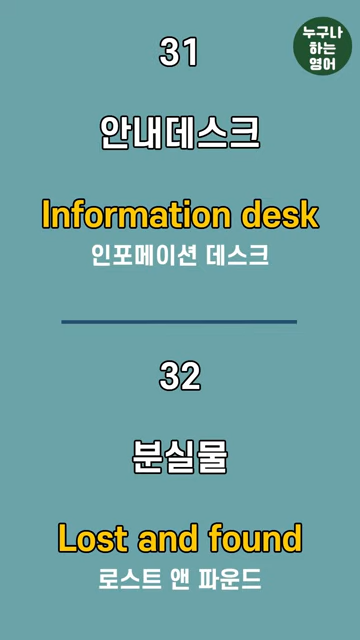 누구나
하는
영어
31
안내데스크
Information desk
인포메이션 데스크
32
분실물
Lost and found
로스트 앤 파운드